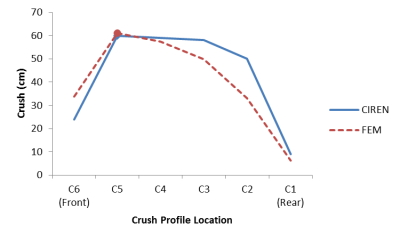 70
60
50
40
30
20
10
0
Crush (cm)
C6 C5 C4 C3 C2 C1
(Front) (Rear)
Crush Profile Location
CIREN
FEM